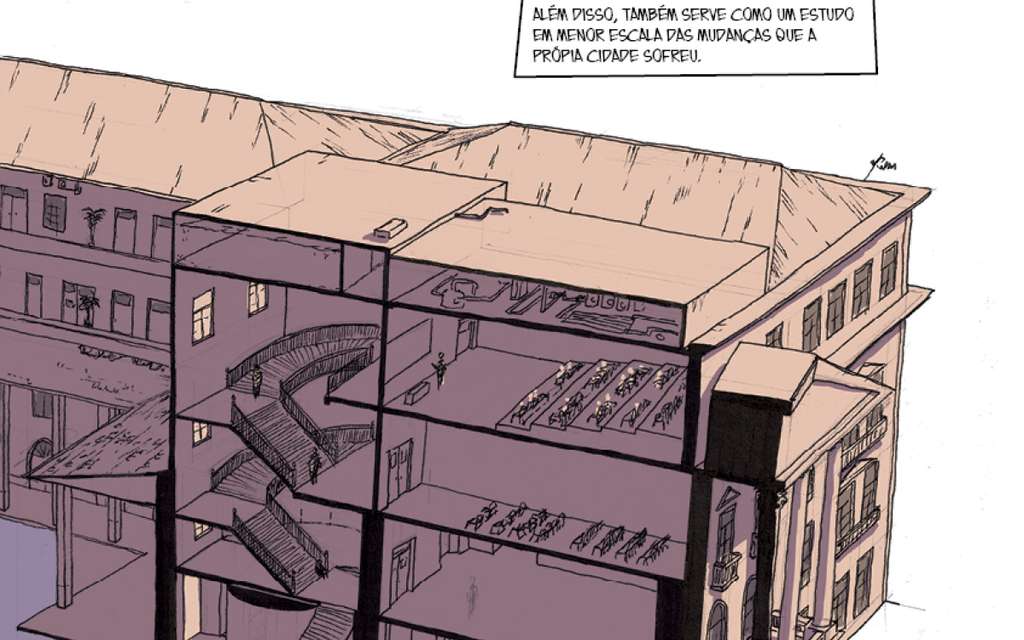 ALÉM DISSO, TAMBÉM SERVE COMO UM ESTUDO
EM MENOR ESCALA DAS MUDANÇAS QUE A
PRÓPIA CIDADE SOFREU.